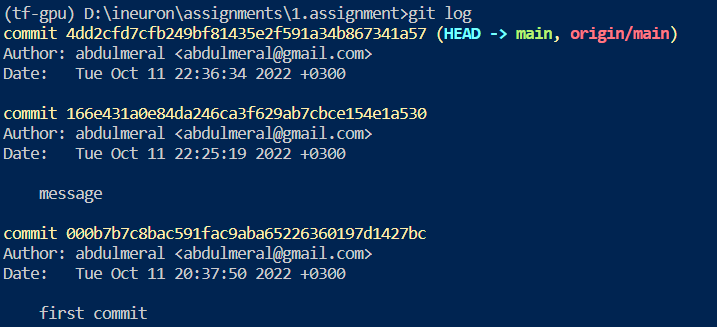 (tf-gpu) D:\ineuron\assignments\1.assignment>git log
commit 4dd2cfd7cfb249bf81435e2f591a34b867341a57 (HEAD -> main, origin/main)
Author: abdulmeral <abdulmeral@gmail.com>
Date:   Tue Oct 11 22:36:34 2022 +0300
commit 166e431a0e84da246ca3f629ab7cbce154e1a530
Author: abdulmeral <abdulmeral@gmail.com>
Date:   Tue Oct 11 22:25:19 2022 +0300
    message
commit 000b7b7c8bac591fac9aba65226360197d1427bc
Author: abdulmeral <abdulmeral@gmail.com>
Date:   Tue Oct 11 20:37:50 2022 +0300
    first commit